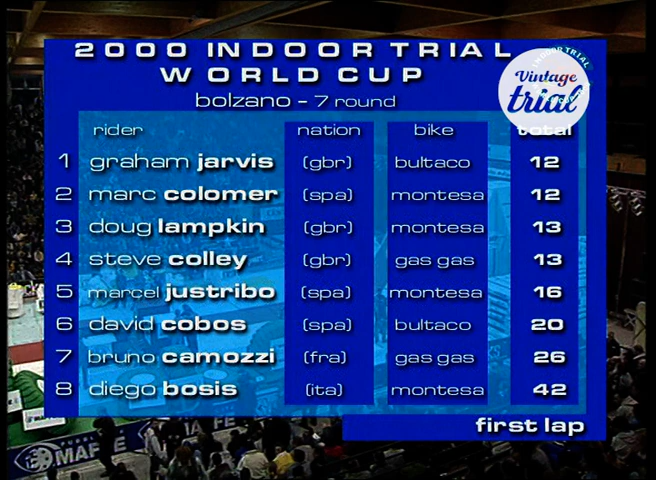 2000 INDOOR TRIAL
WORLD CUP
bolzano - 7 round
INDOOR TRIAL
Vintage
trial
rider nation bike total
1 graham jarvis (gbr) bultaco 12
2 marc colomer (spa) montesa 12
3 doug lampkin (gbr) montesa 13
4 steve colley (gbr) gas gas 13
5 marcel justribo (spa) montesa 16
6 david cobos (spa) bultaco 20
7 bruno camozzi (fra) gas gas 26
8 diego bosis (ita) montesa 42
first lap
MAFFE